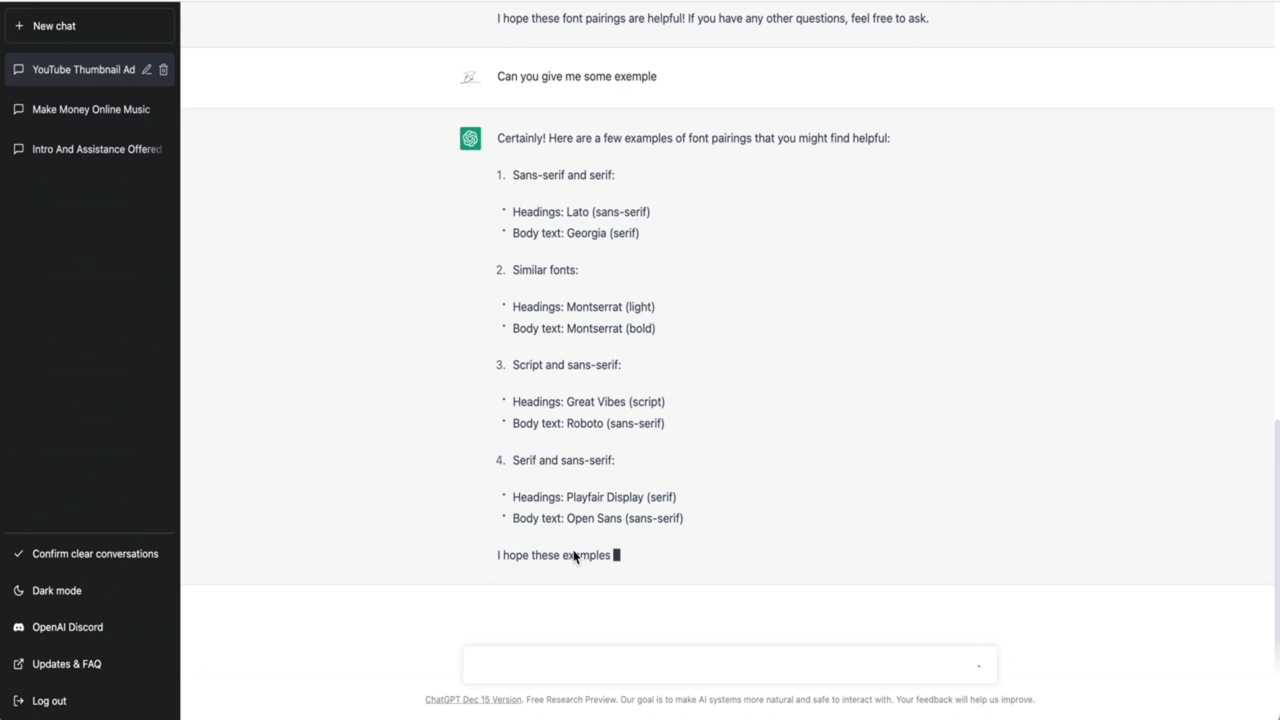 New chat
YouTube Thumbnail Ad
Make Money Online Music
Intro And Assistance Offered
Confirm clear conversations
Dark mode
OpenAI Discord
Updates & FAQ
Log out
I hope these font pairings are helpful! If you have any other questions, feel free to ask.
Can you give me some exemple
Certainly! Here are a few examples of font pairings that you might find helpful:
1. Sans-serif and serif:
• Headings: Lato (sans-serif)
• Body text: Georgia (serif)
2. Similar fonts:
• Headings: Montserrat (light)
• Body text: Montserrat (bold)
3. Script and sans-serif:
• Headings: Great Vibes (script)
• Body text: Roboto (sans-serif)
4. Serif and sans-serif:
• Headings: Playfair Display (serif)
• Body text: Open Sans (sans-serif)
I hope these examples
ChatGPT Dec 15 Version. Free Research Preview. Our goal is to make AI systems more natural and safe to interact with. Your feedback will help us improve.